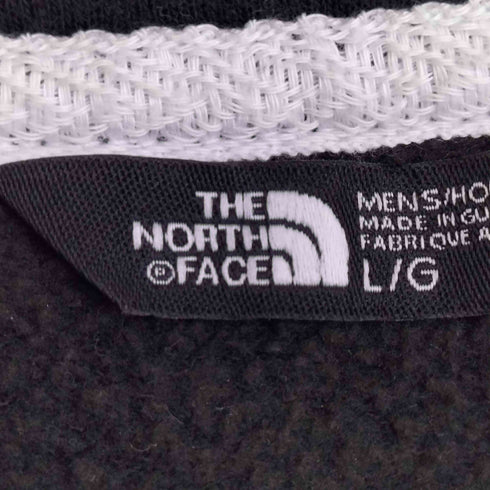 THE
NORTH
FACE
MENS/HO
MADE IN GU
FABRIQUE A
L/G